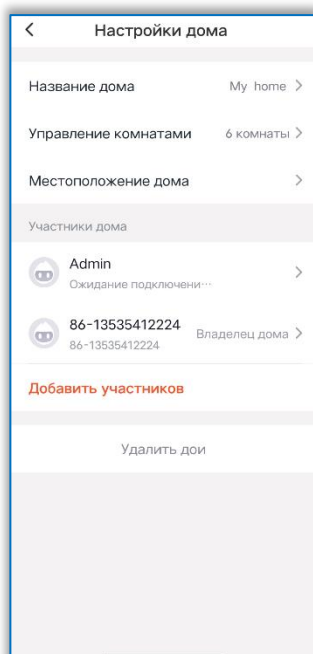 Настройки дома
Название дома My home
Управление комнатами 6 комнаты
Местоположение дома
Участники дома
Admin
Ожидание подключени...
86-13535412224 Владелец дома
86-13535412224
Добавить участников
Удалить дои